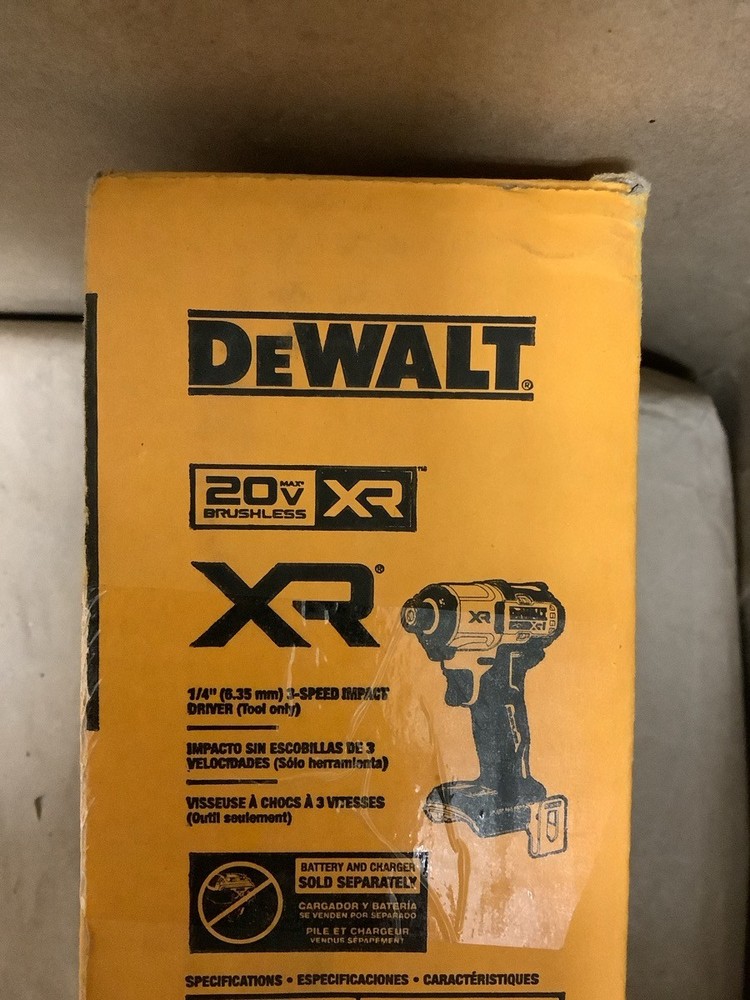 DEWALT®
20V MAX* XR™
BRUSHLESS
XR®
XR
1/4" (6.35 mm) 3-SPEED IMPACT
DRIVER (Tool only)
IMPACTO SIN ESCOBILLAS DE 3
VELOCIDADES (Sólo herramienta)
VISSEUSE À CHOCS À 3 VITESSES
(Outil seulement)
BATTERY AND CHARGER
SOLD SEPARATELY
CARGADOR Y BATERÍA
SE VENDEN POR SEPARADO
PILE ET CHARGEUR
VENDUS SÉPARÉMENT
SPECIFICATIONS • ESPECIFICACIONES • CARACTÉRISTIQUES